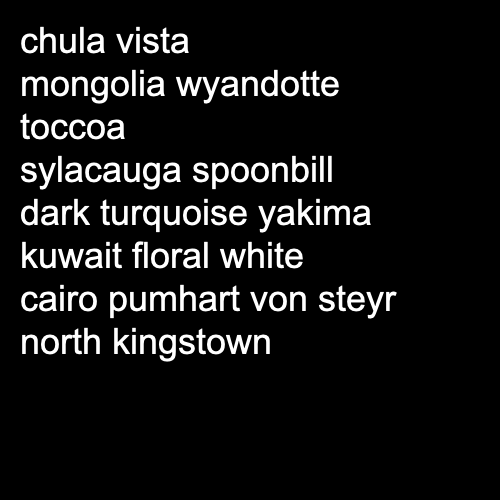 chula vista
mongolia wyandotte
toccoa
sylacauga spoonbill
dark turquoise yakima
kuwait floral white
cairo pumhart von steyr
north kingstown